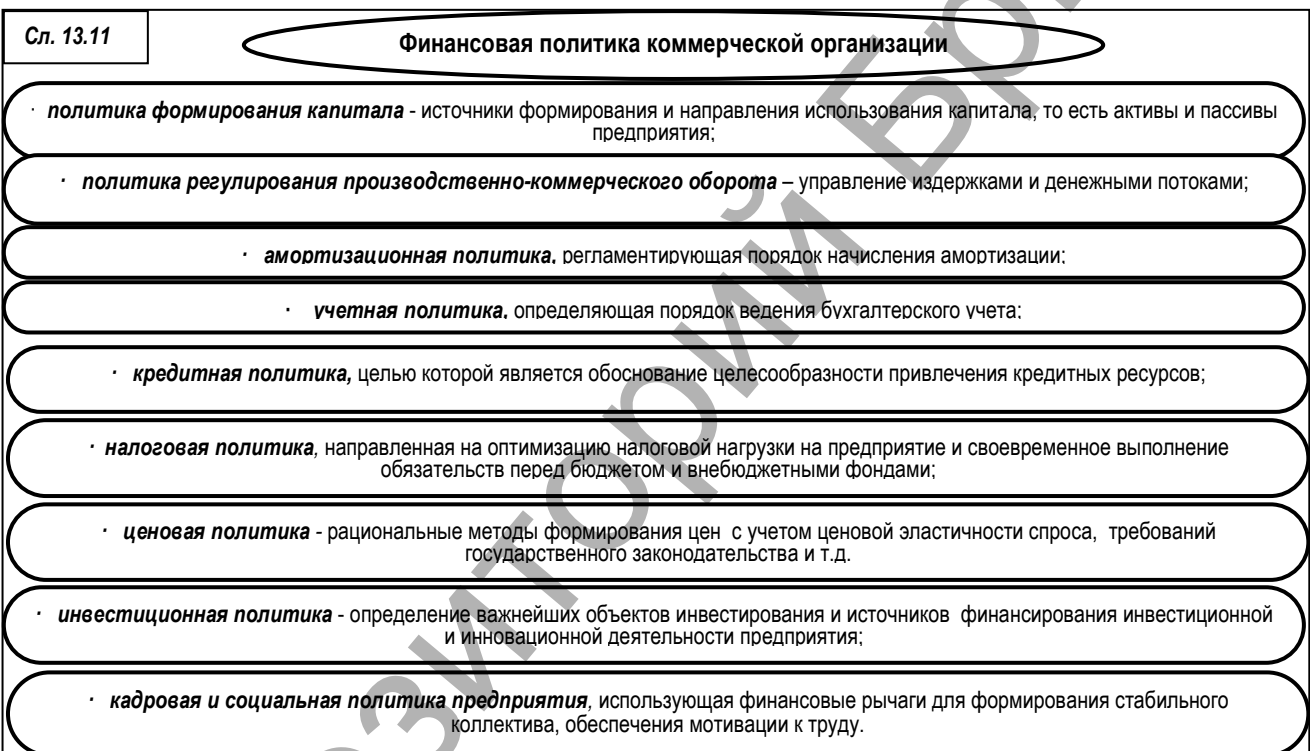 Сл. 13.11
Финансовая политика коммерческой организации
· политика формирования капитала - источники формирования и направления использования капитала, то есть активы и пассивы
предприятия;
· политика регулирования производственно-коммерческого оборота – управление издержками и денежными потоками;
· амортизационная политика, регламентирующая порядок начисления амортизации;
· учетная политика, определяющая порядок ведения бухгалтерского учета;
· кредитная политика, целью которой является обоснование целесообразности привлечения кредитных ресурсов;
· налоговая политика, направленная на оптимизацию налоговой нагрузки на предприятие и своевременное выполнение
обязательств перед бюджетом и внебюджетными фондами;
· ценовая политика - рациональные методы формирования цен с учетом ценовой эластичности спроса, требований
государственного законодательства и т.д.
· инвестиционная политика - определение важнейших объектов инвестирования и источников финансирования инвестиционной
и инновационной деятельности предприятия;
· кадровая и социальная политика предприятия, использующая финансовые рычаги для формирования стабильного
коллектива, обеспечения мотивации к труду.